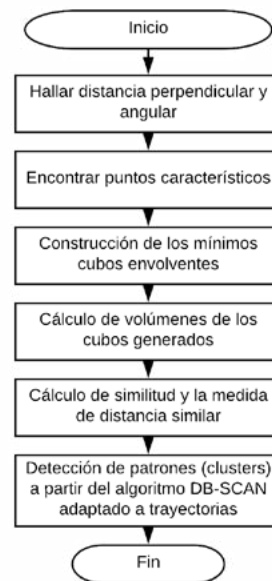 Inicio
Hallar distancia perpendicular y
angular
Encontrar puntos característicos
Construcción de los mínimos
cubos envolventes
Cálculo de volúmenes de los
cubos generados
Cálculo de similitud y la medida
de distancia similar
Detección de patrones (clusters)
a partir del algoritmo DB-SCAN
adaptado a trayectorias
Fin